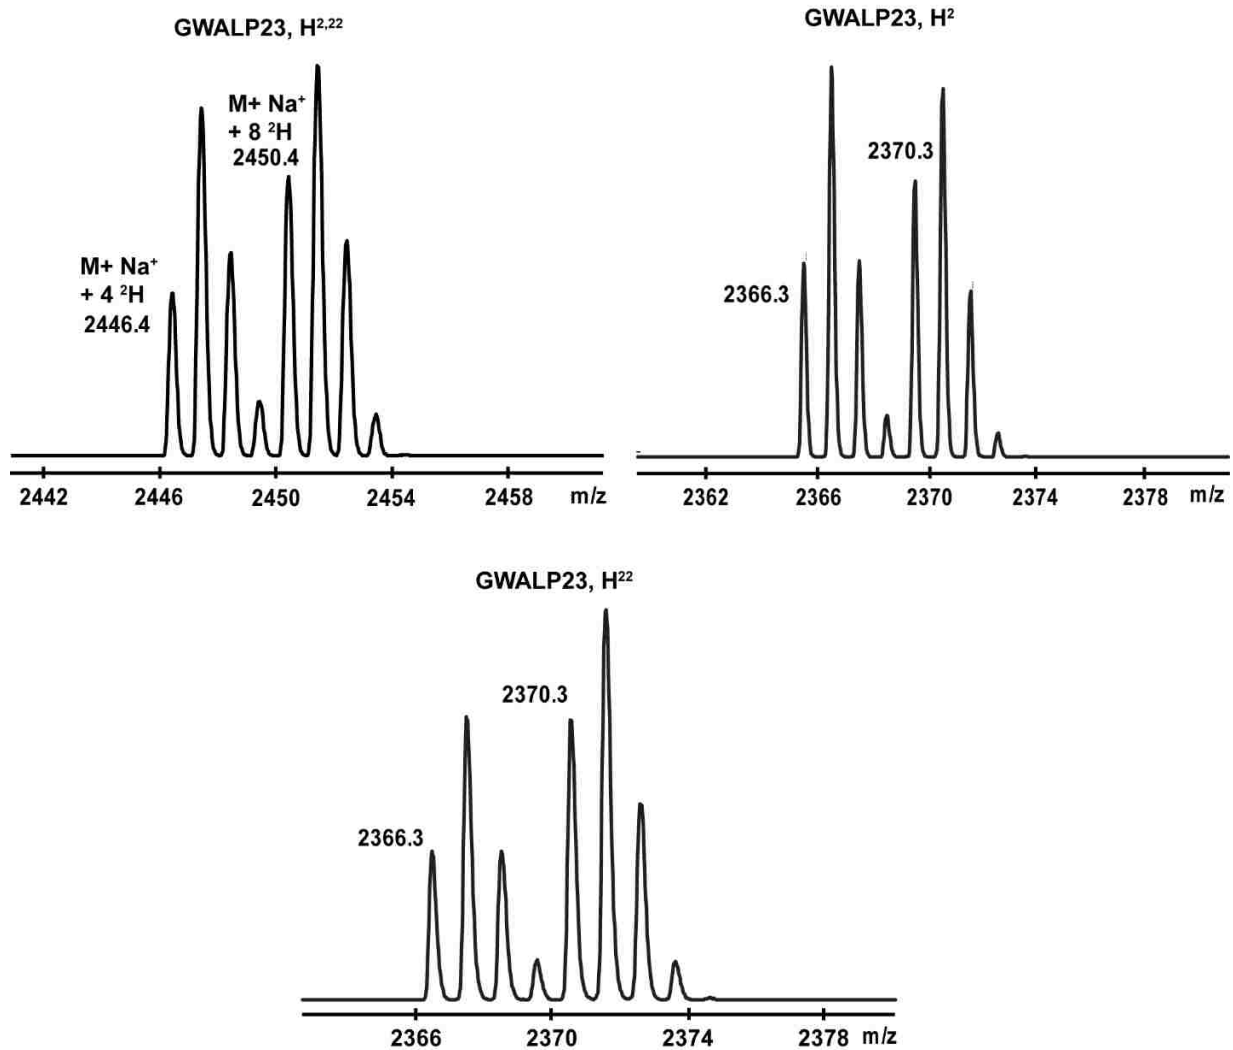 GWALP23, H²,²²
M+ Na⁺
+ 8 ²H
2450.4
M+ Na⁺
+ 4 ²H
2446.4
2442 2446 2450 2454 2458 m/z
GWALP23, H²
2370.3
2366.3
2362 2366 2370 2374 2378 m/z
GWALP23, H²²
2370.3
2366.3
2366 2370 2374 2378 m/z